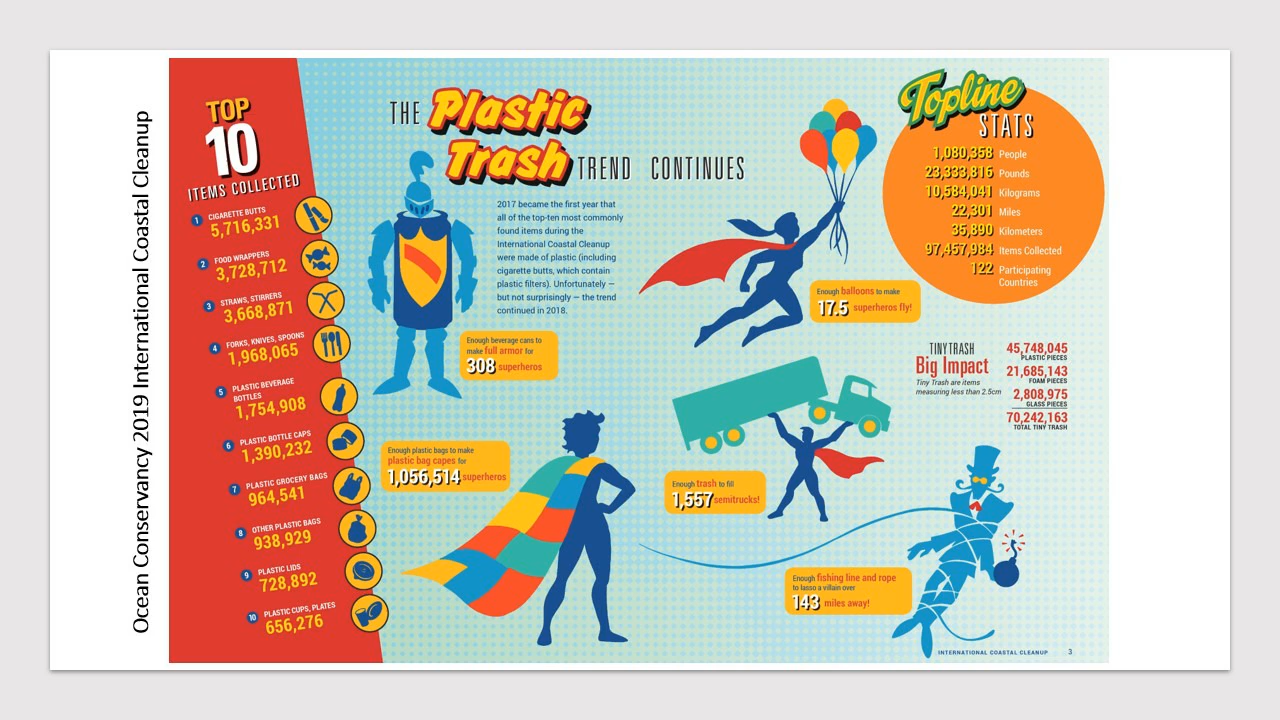 Ocean Conservancy 2019 International Coastal Cleanup
TOP
10
ITEMS COLLECTED
1 CIGARETTE BUTTS
5,716,331
2 FOOD WRAPPERS
3,728,712
3 STRAWS, STIRRERS
3,668,871
4 FORKS, KNIVES, SPOONS
1,968,065
5 PLASTIC BEVERAGE
BOTTLES
1,754,908
6 PLASTIC BOTTLE CAPS
1,390,232
7 PLASTIC GROCERY BAGS
964,541
8 OTHER PLASTIC BAGS
938,929
9 PLASTIC LIDS
728,892
10 PLASTIC CUPS, PLATES
656,276
THE Plastic
Trash TREND CONTINUES
2017 became the first year that
all of the top-ten most commonly
found items during the
International Coastal Cleanup
were made of plastic (including
cigarette butts, which contain
plastic filters). Unfortunately —
but not surprisingly — the trend
continued in 2018.
Enough beverage cans to
make full armor for
308 superheros
Enough plastic bags to make
plastic bag capes for
1,056,514 superheros
Enough balloons to make
17.5 superheros fly!
Enough trash to fill
1,557 semitrucks!
Enough fishing line and rope
to lasso a villain over
143 miles away!
Topline
STATS
1,080,358 People
23,333,816 Pounds
10,584,041 Kilograms
22,301 Miles
35,890 Kilometers
97,457,984 Items Collected
122 Participating
Countries
TINY TRASH
Big Impact
Tiny Trash are items
measuring less than 2.5cm
45,748,045
PLASTIC PIECES
21,685,143
FOAM PIECES
2,808,975
GLASS PIECES
70,242,163
TOTAL TINY TRASH
INTERNATIONAL COASTAL CLEANUP 3